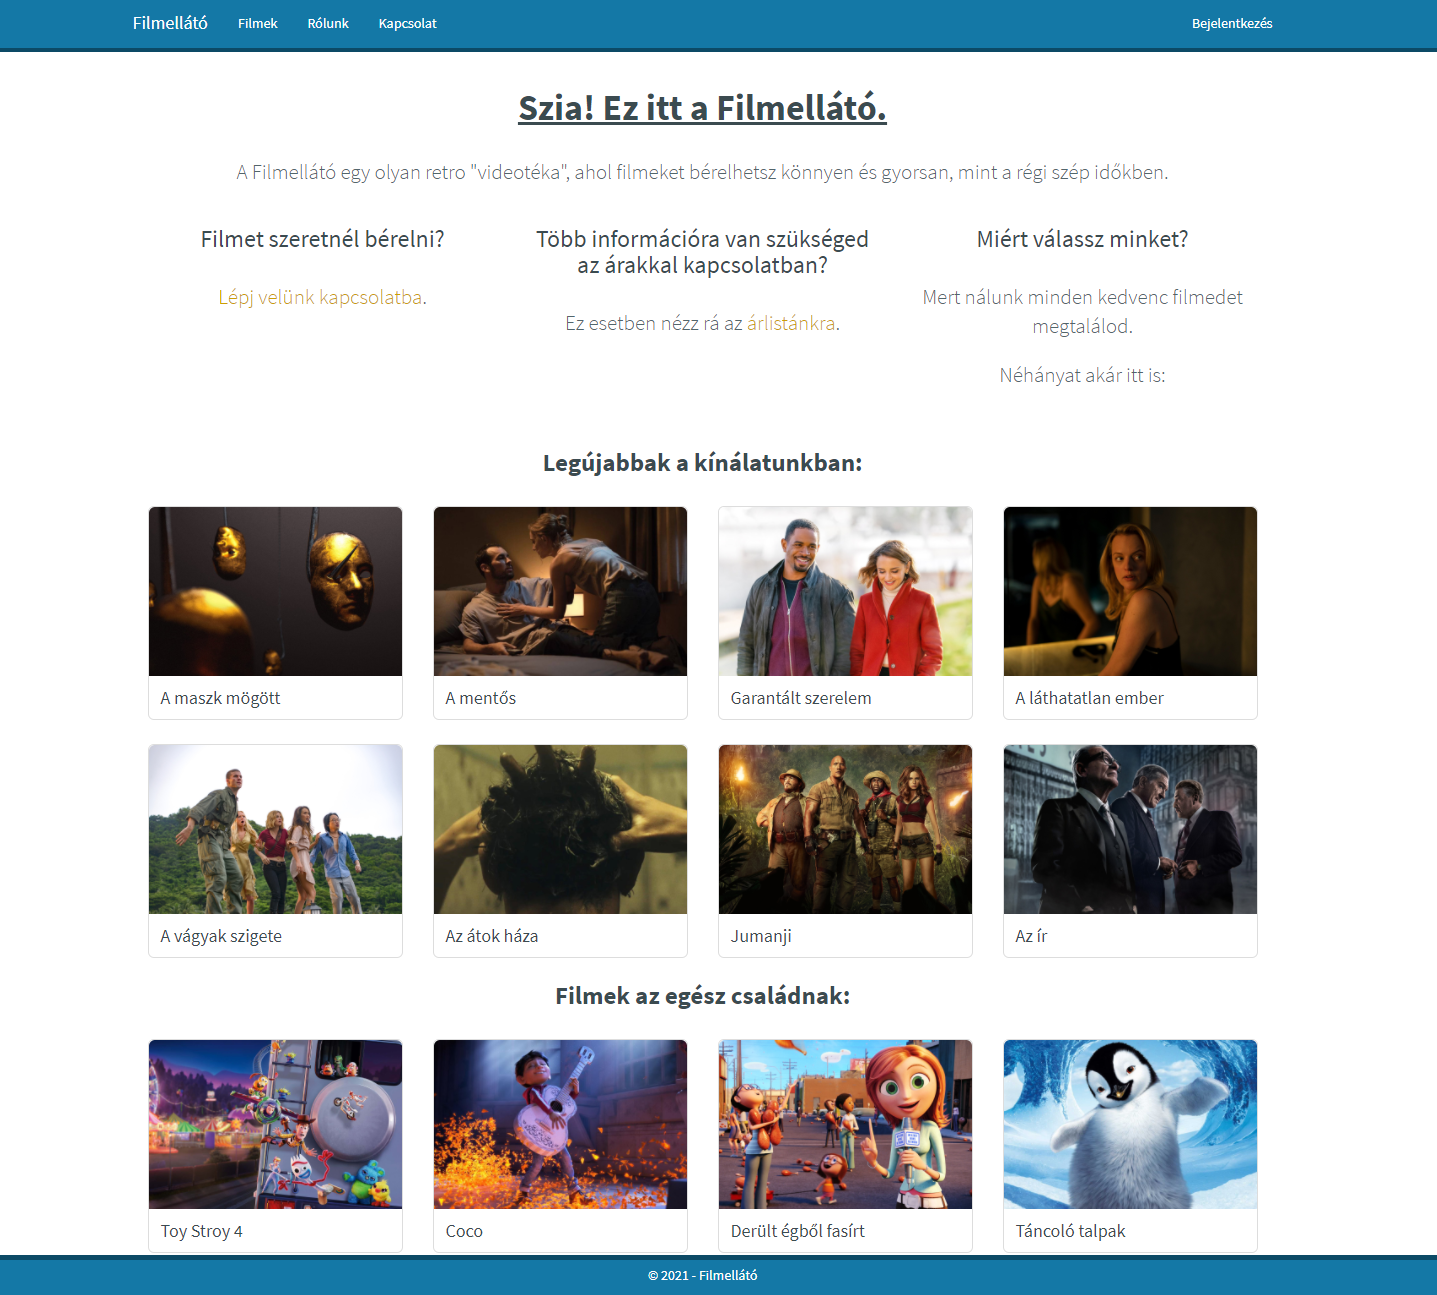 Filmellátó Filmek Rólunk Kapcsolat Bejelentkezés
Szia! Ez itt a Filmellátó.
A Filmellátó egy olyan retro "videotéka", ahol filmeket bérelhetsz könnyen és gyorsan, mint a régi szép időkben.
Filmet szeretnél bérelni?
Lépj velünk kapcsolatba.
Több információra van szükséged
az árakkal kapcsolatban?
Ez esetben nézz rá az árlistánkra.
Miért válassz minket?
Mert nálunk minden kedvenc filmedet
megtalálod.
Néhányat akár itt is:
Legújabbak a kínálatunkban:
A maszk mögött
A mentős
Garantált szerelem
A láthatatlan ember
A vágyak szigete
Az átok háza
Jumanji
Az ír
Filmek az egész családnak:
Toy Stroy 4
Coco
Derült égből fasírt
Táncoló talpak
© 2021 - Filmellátó